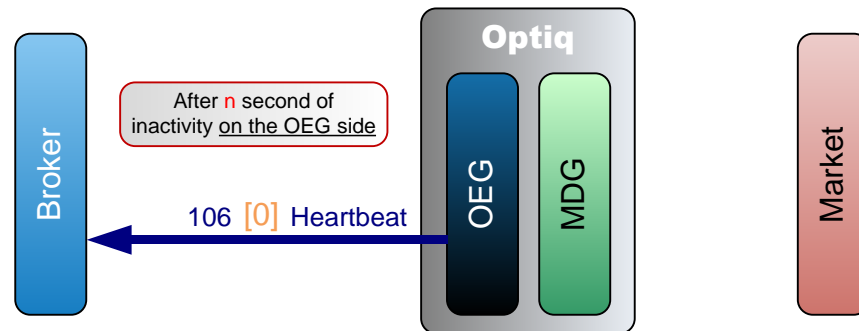 Optiq
Broker
After n second of
inactivity on the OEG side
OEG
MDG
Market
106 [0] Heartbeat